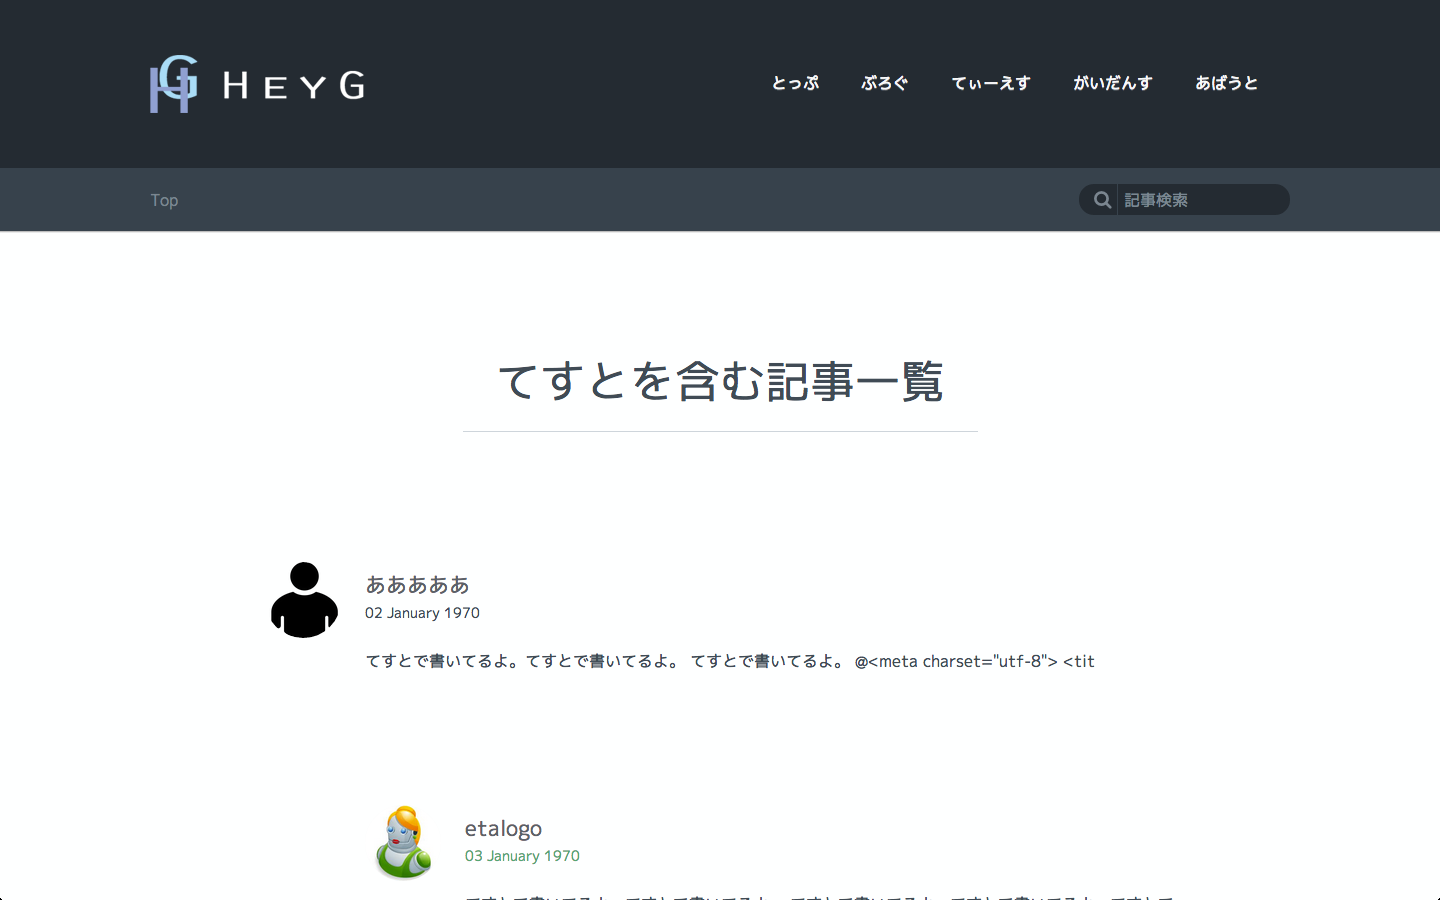 HEYG
とっぷ ぶろぐ てぃーえす がいだんす あばうと
Top
記事検索
てすとを含む記事一覧
あああああ
02 January 1970
てすとで書いてるよ。てすとで書いてるよ。 てすとで書いてるよ。 @<meta charset="utf-8"> <tit
etalogo
03 January 1970